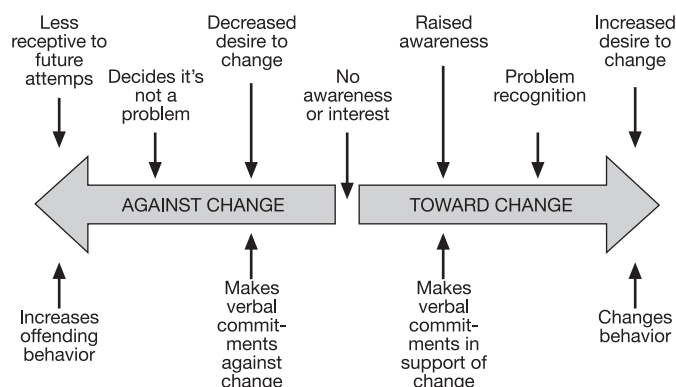 Less
receptive to
future
attemps
Decides it's
not a
problem
Decreased
desire to
change
No
awareness
or interest
Raised
awareness
Problem
recognition
Increased
desire to
change
AGAINST CHANGE
TOWARD CHANGE
Increases
offending
behavior
Makes
verbal
commit-
ments
against
change
Makes
verbal
commit-
ments in
support of
change
Changes
behavior